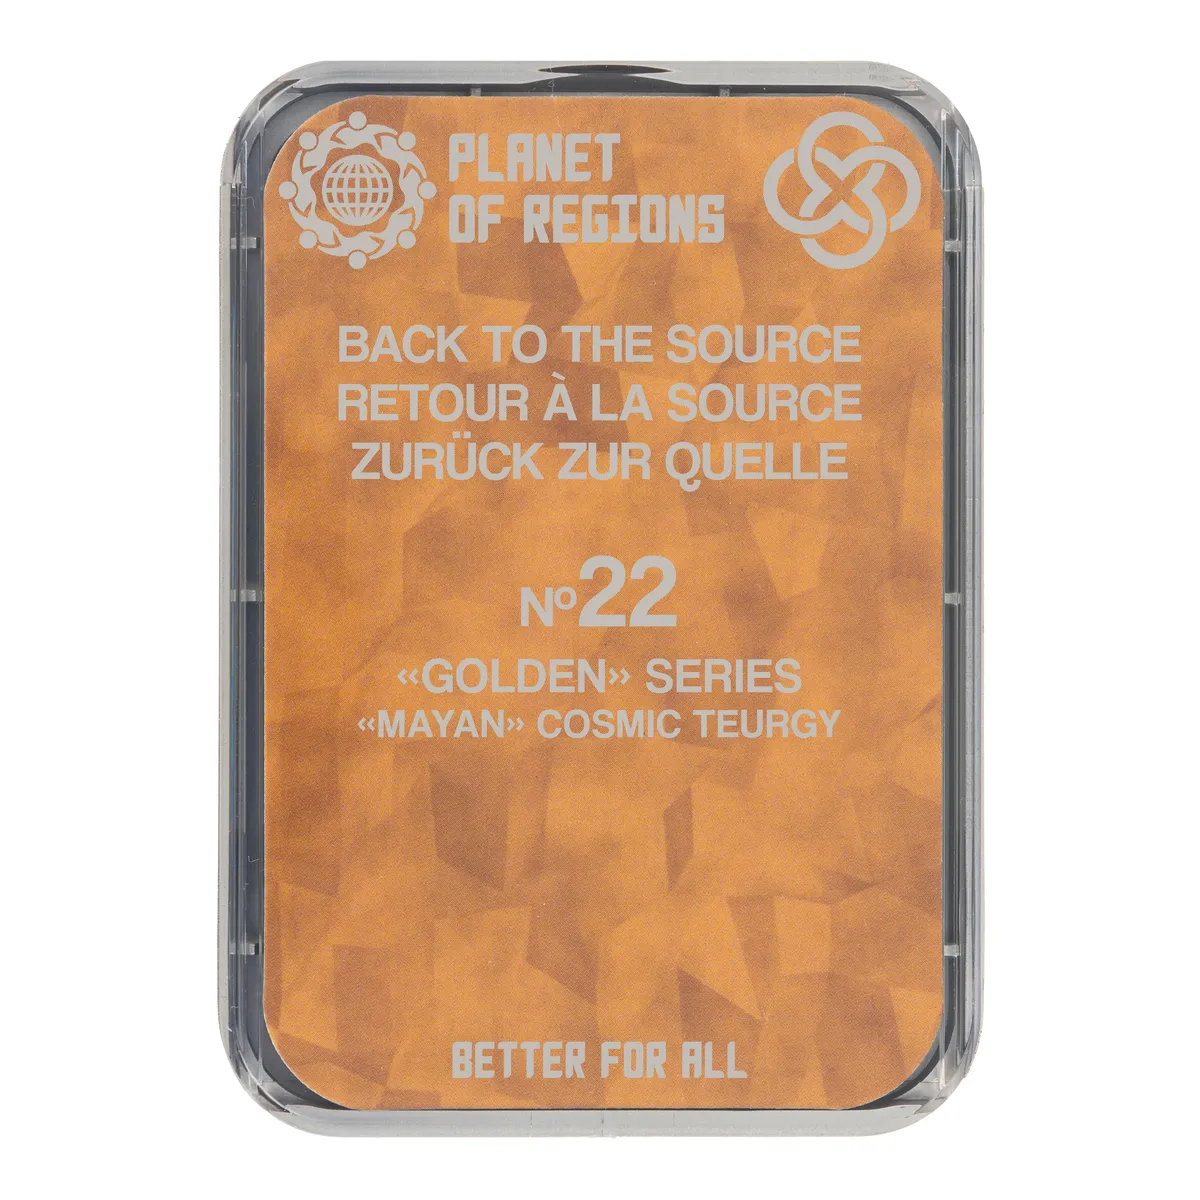 PLANET
OF REGIONS
BACK TO THE SOURCE
RETOUR À LA SOURCE
ZURÜCK ZUR QUELLE
Nº22
«GOLDEN» SERIES
«MAYAN» COSMIC TEURGY
BETTER FOR ALL